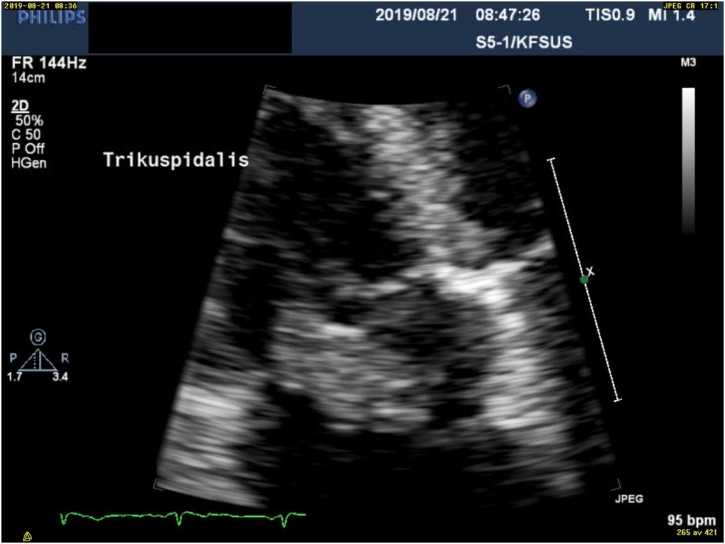 2019-08-21 08:36
JPEG CR 17:1
PHILIPS
2019/08/21 08:47:26 TIS0.9 MI 1.4
S5-1/KFSUS
FR 144Hz
14cm
M3
2D
50%
C 50
P Off
HGen
P
Trikuspidalis
X
G
P R
1.7 3.4
JPEG
95 bpm
265 av 421